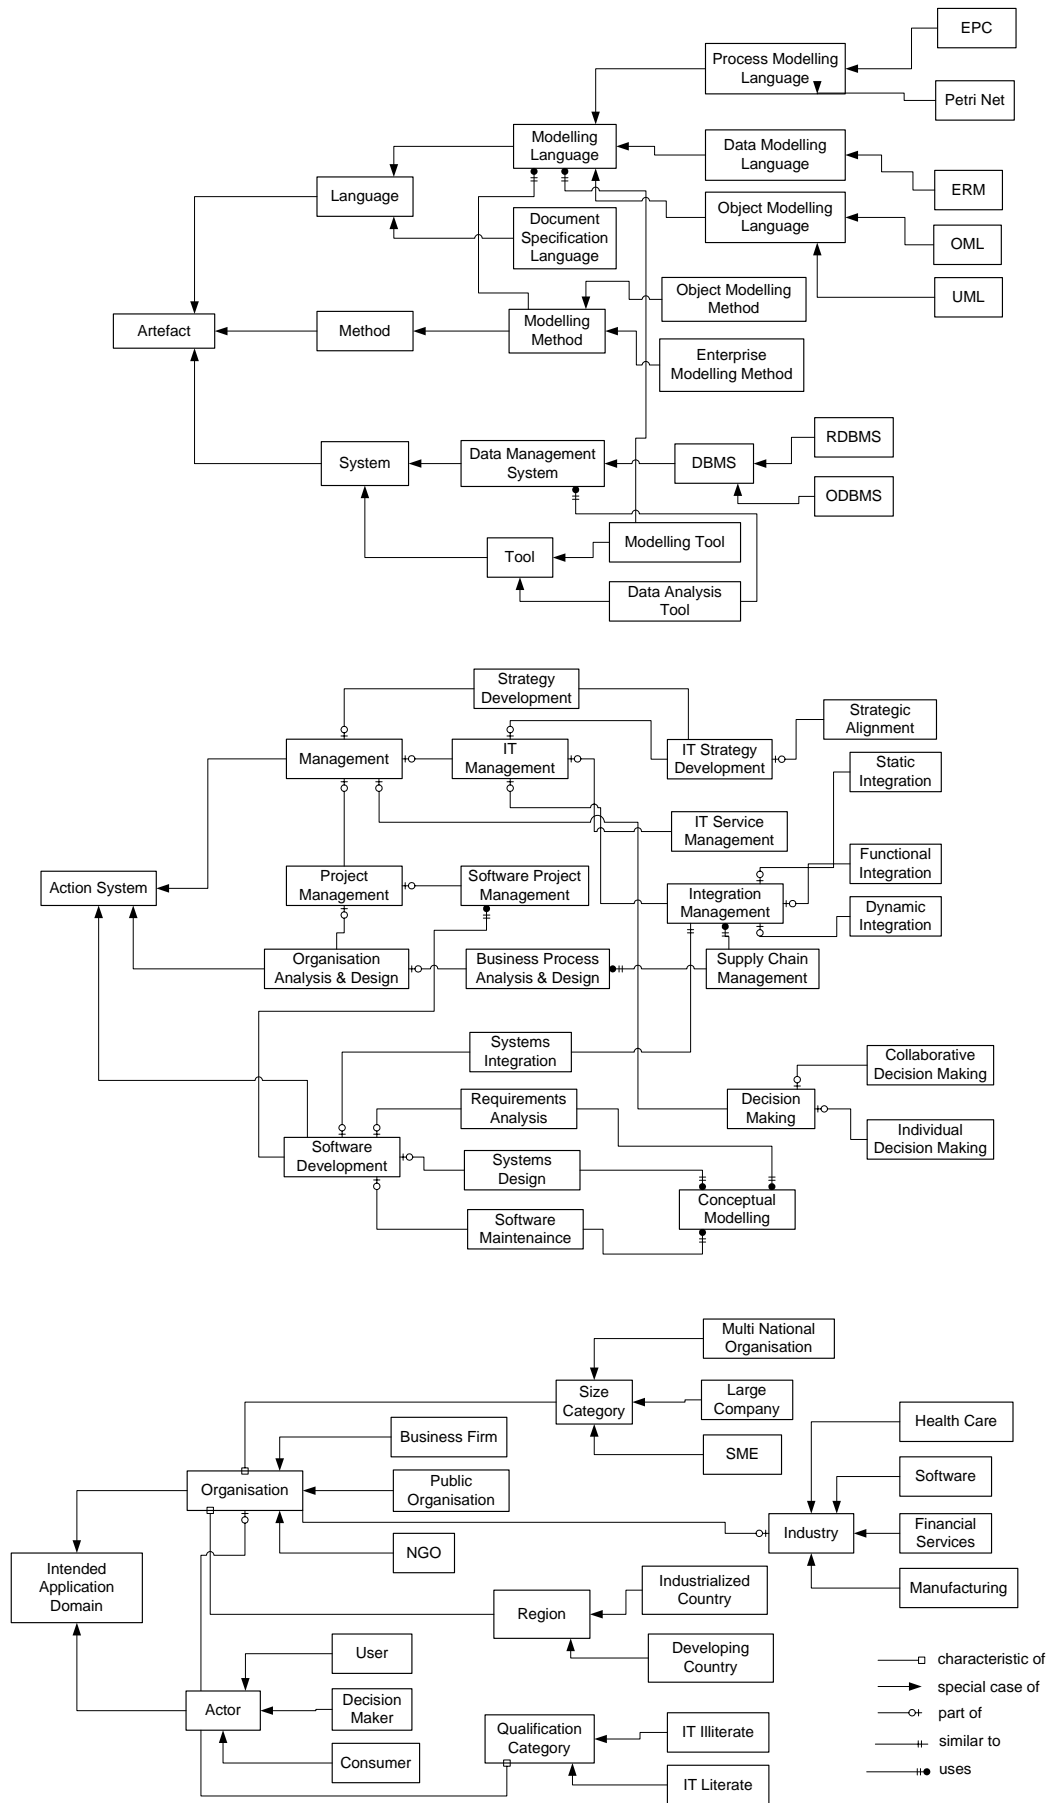 EPC
Process Modelling
Language
Petri Net
Modelling
Language
Data Modelling
Language
Language
ERM
Object Modelling
Language
Document
Specification
Language
OML
UML
Object Modelling
Method
Artefact
Method
Modelling
Method
Enterprise
Modelling Method
RDBMS
System
Data Management
System
DBMS
ODBMS
Tool
Modelling Tool
Data Analysis
Tool
Strategy
Development
Strategic
Alignment
Management
IT
Management
IT Strategy
Development
Static
Integration
IT Service
Management
Functional
Integration
Action System
Project
Management
Software Project
Management
Integration
Management
Dynamic
Integration
Organisation
Analysis & Design
Business Process
Analysis & Design
Supply Chain
Management
Systems
Integration
Collaborative
Decision Making
Requirements
Analysis
Decision
Making
Individual
Decision Making
Software
Development
Systems
Design
Conceptual
Modelling
Software
Maintenaince
Multi National
Organisation
Size
Category
Large
Company
Health Care
Business Firm
SME
Software
Organisation
Public
Organisation
Industry
Financial
Services
NGO
Intended
Application
Domain
Industrialized
Country
Manufacturing
Region
User
Developing
Country
characteristic of
special case of
Actor
Decision
Maker
part of
Qualification
Category
IT Illiterate
similar to
Consumer
uses
IT Literate